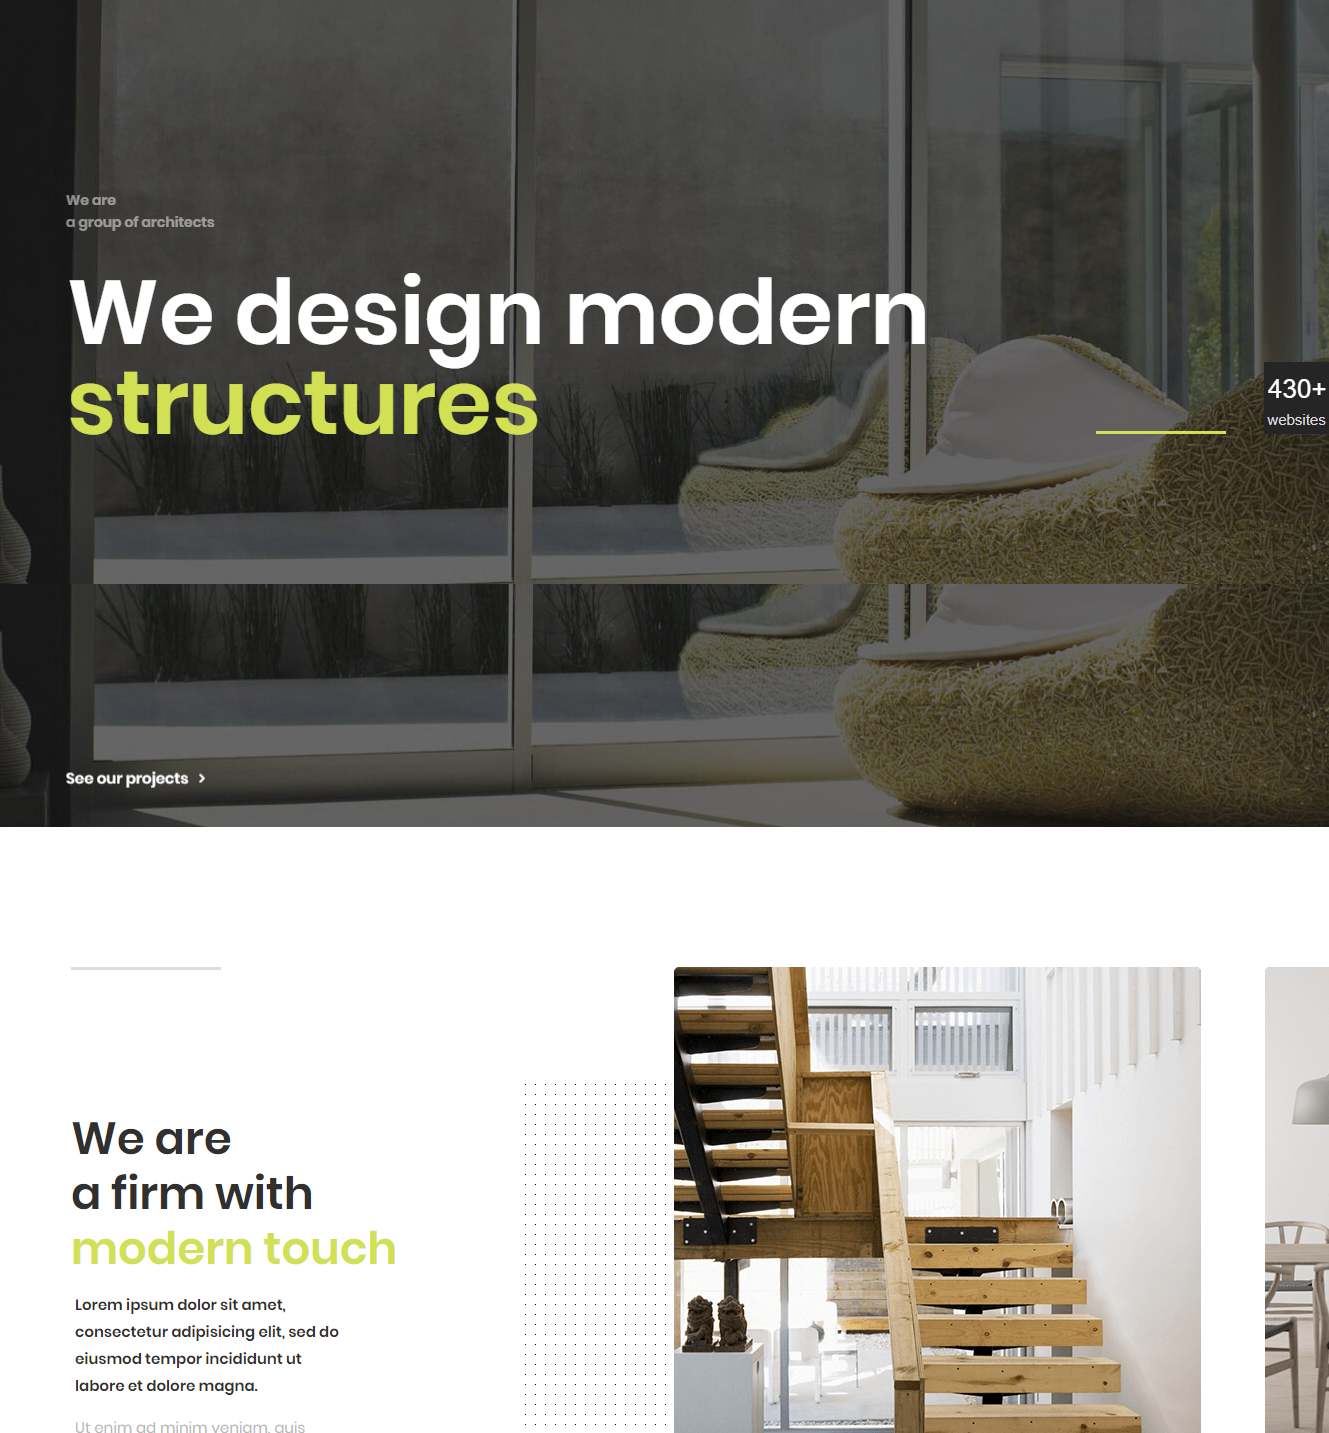 We are
a group of architects
We design modern
structures
430+
websites
See our projects
We are
a firm with
modern touch
Lorem ipsum dolor sit amet,
consectetur adipisicing elit, sed do
eiusmod tempor incididunt ut
labore et dolore magna.
Ut enim ad minim veniam, quis